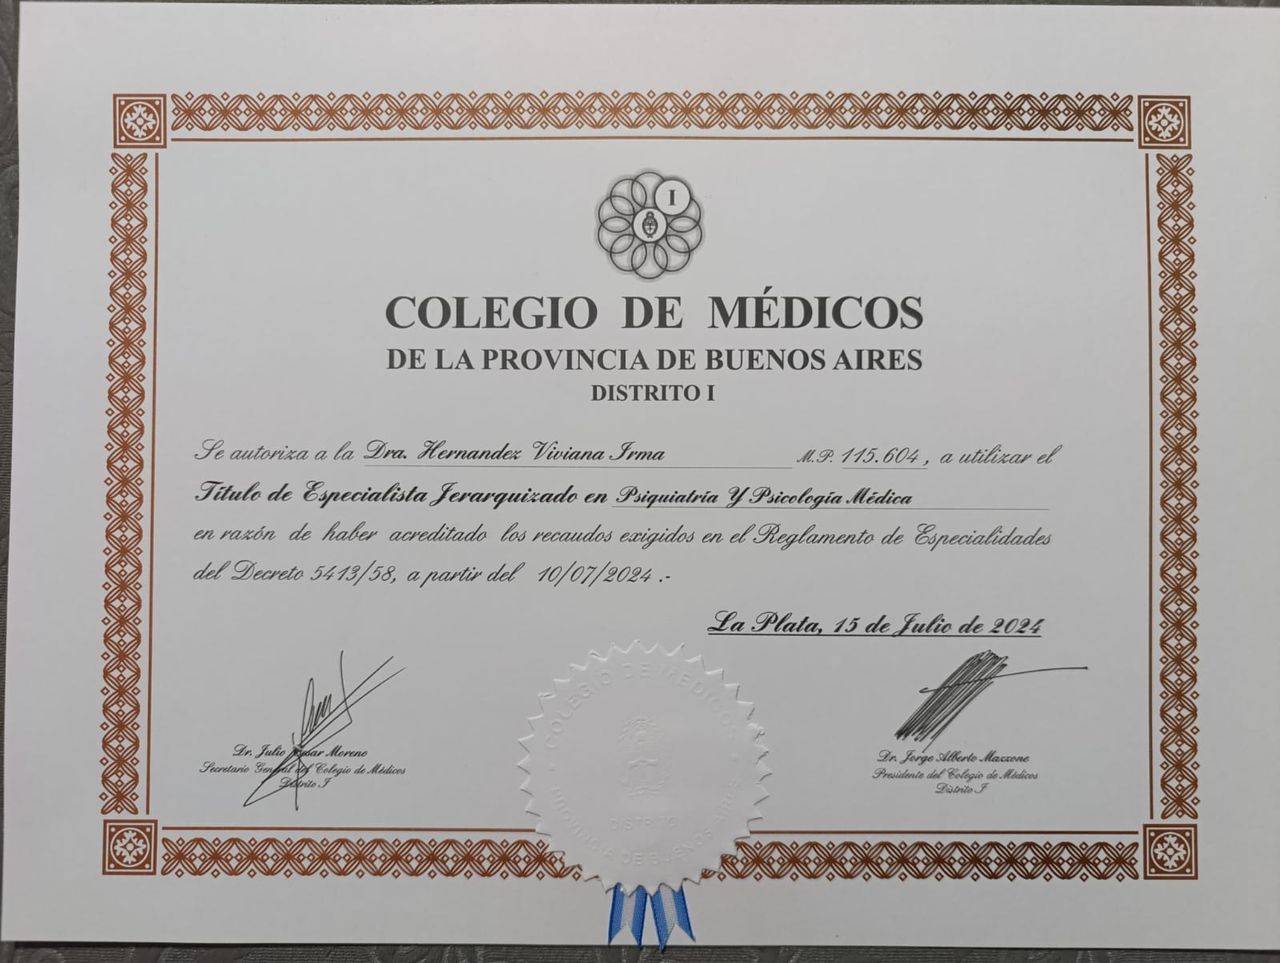 I
COLEGIO DE MÉDICOS
DE LA PROVINCIA DE BUENOS AIRES
DISTRITO I
Se autoriza a la Dra. Hernandez Viviana Irma M.P. 115.604, a utilizar el
Título de Especialista Jerarquizado en Psiquiatría Y Psicología Médica
en razón de haber acreditado los recaudos exigidos en el Reglamento de Especialidades
del Decreto 5413/58, a partir del 10/07/2024.-
La Plata, 15 de Julio de 2024
Dr. Julio Cesar Moreno
Secretario General del Colegio de Médicos
Distrito I
Dr. Jorge Alberto Mazzone
Presidente del Colegio de Médicos
Distrito I
COLEGIO DE MEDICOS
DISTRITO
PROVINCIA DE BUENOS AIRES